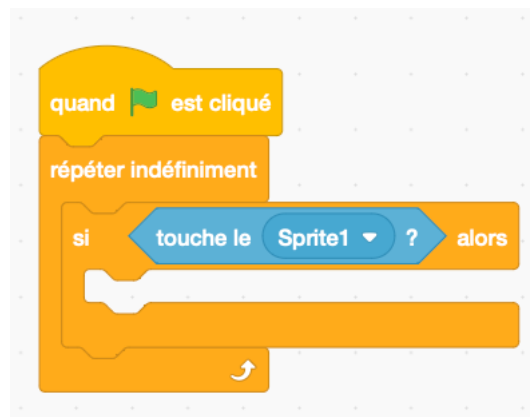 quand est cliqué
répéter indéfiniment
si touche le Sprite1 ? alors